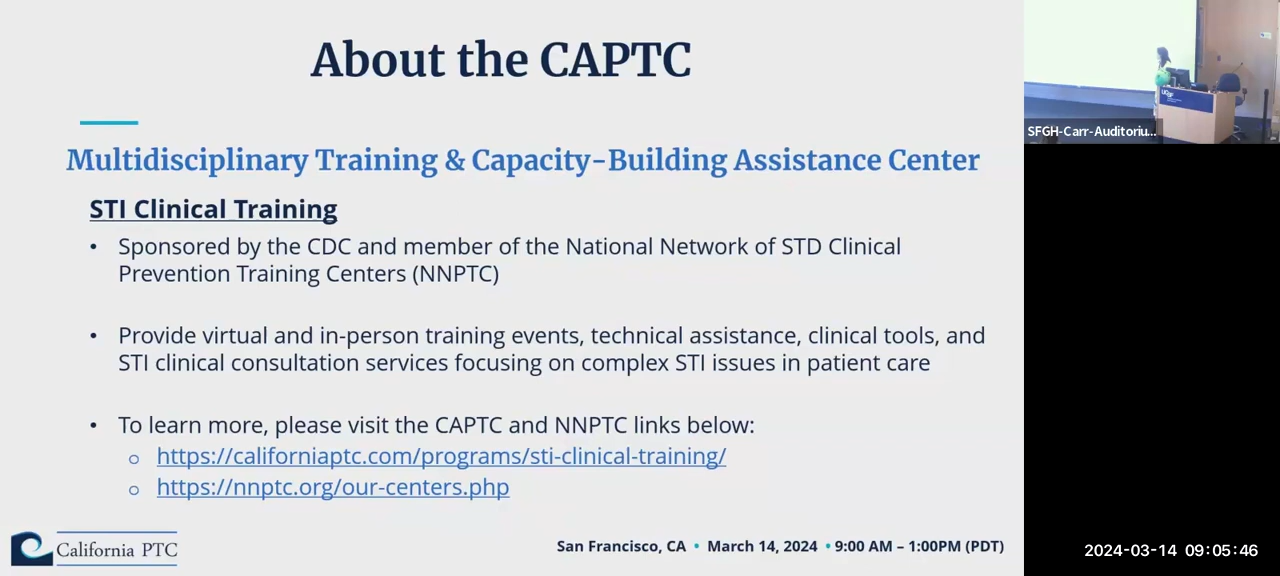 About the CAPTC
Multidisciplinary Training & Capacity-Building Assistance Center
STI Clinical Training
• Sponsored by the CDC and member of the National Network of STD Clinical
Prevention Training Centers (NNPTC)
• Provide virtual and in-person training events, technical assistance, clinical tools, and
STI clinical consultation services focusing on complex STI issues in patient care
• To learn more, please visit the CAPTC and NNPTC links below:
o https://californiaptc.com/programs/sti-clinical-training/
o https://nnptc.org/our-centers.php
California PTC
San Francisco, CA • March 14, 2024 • 9:00 AM – 1:00PM (PDT)
UCSF
SFGH-Carr-Auditoriu...
2024-03-14 09:05:46